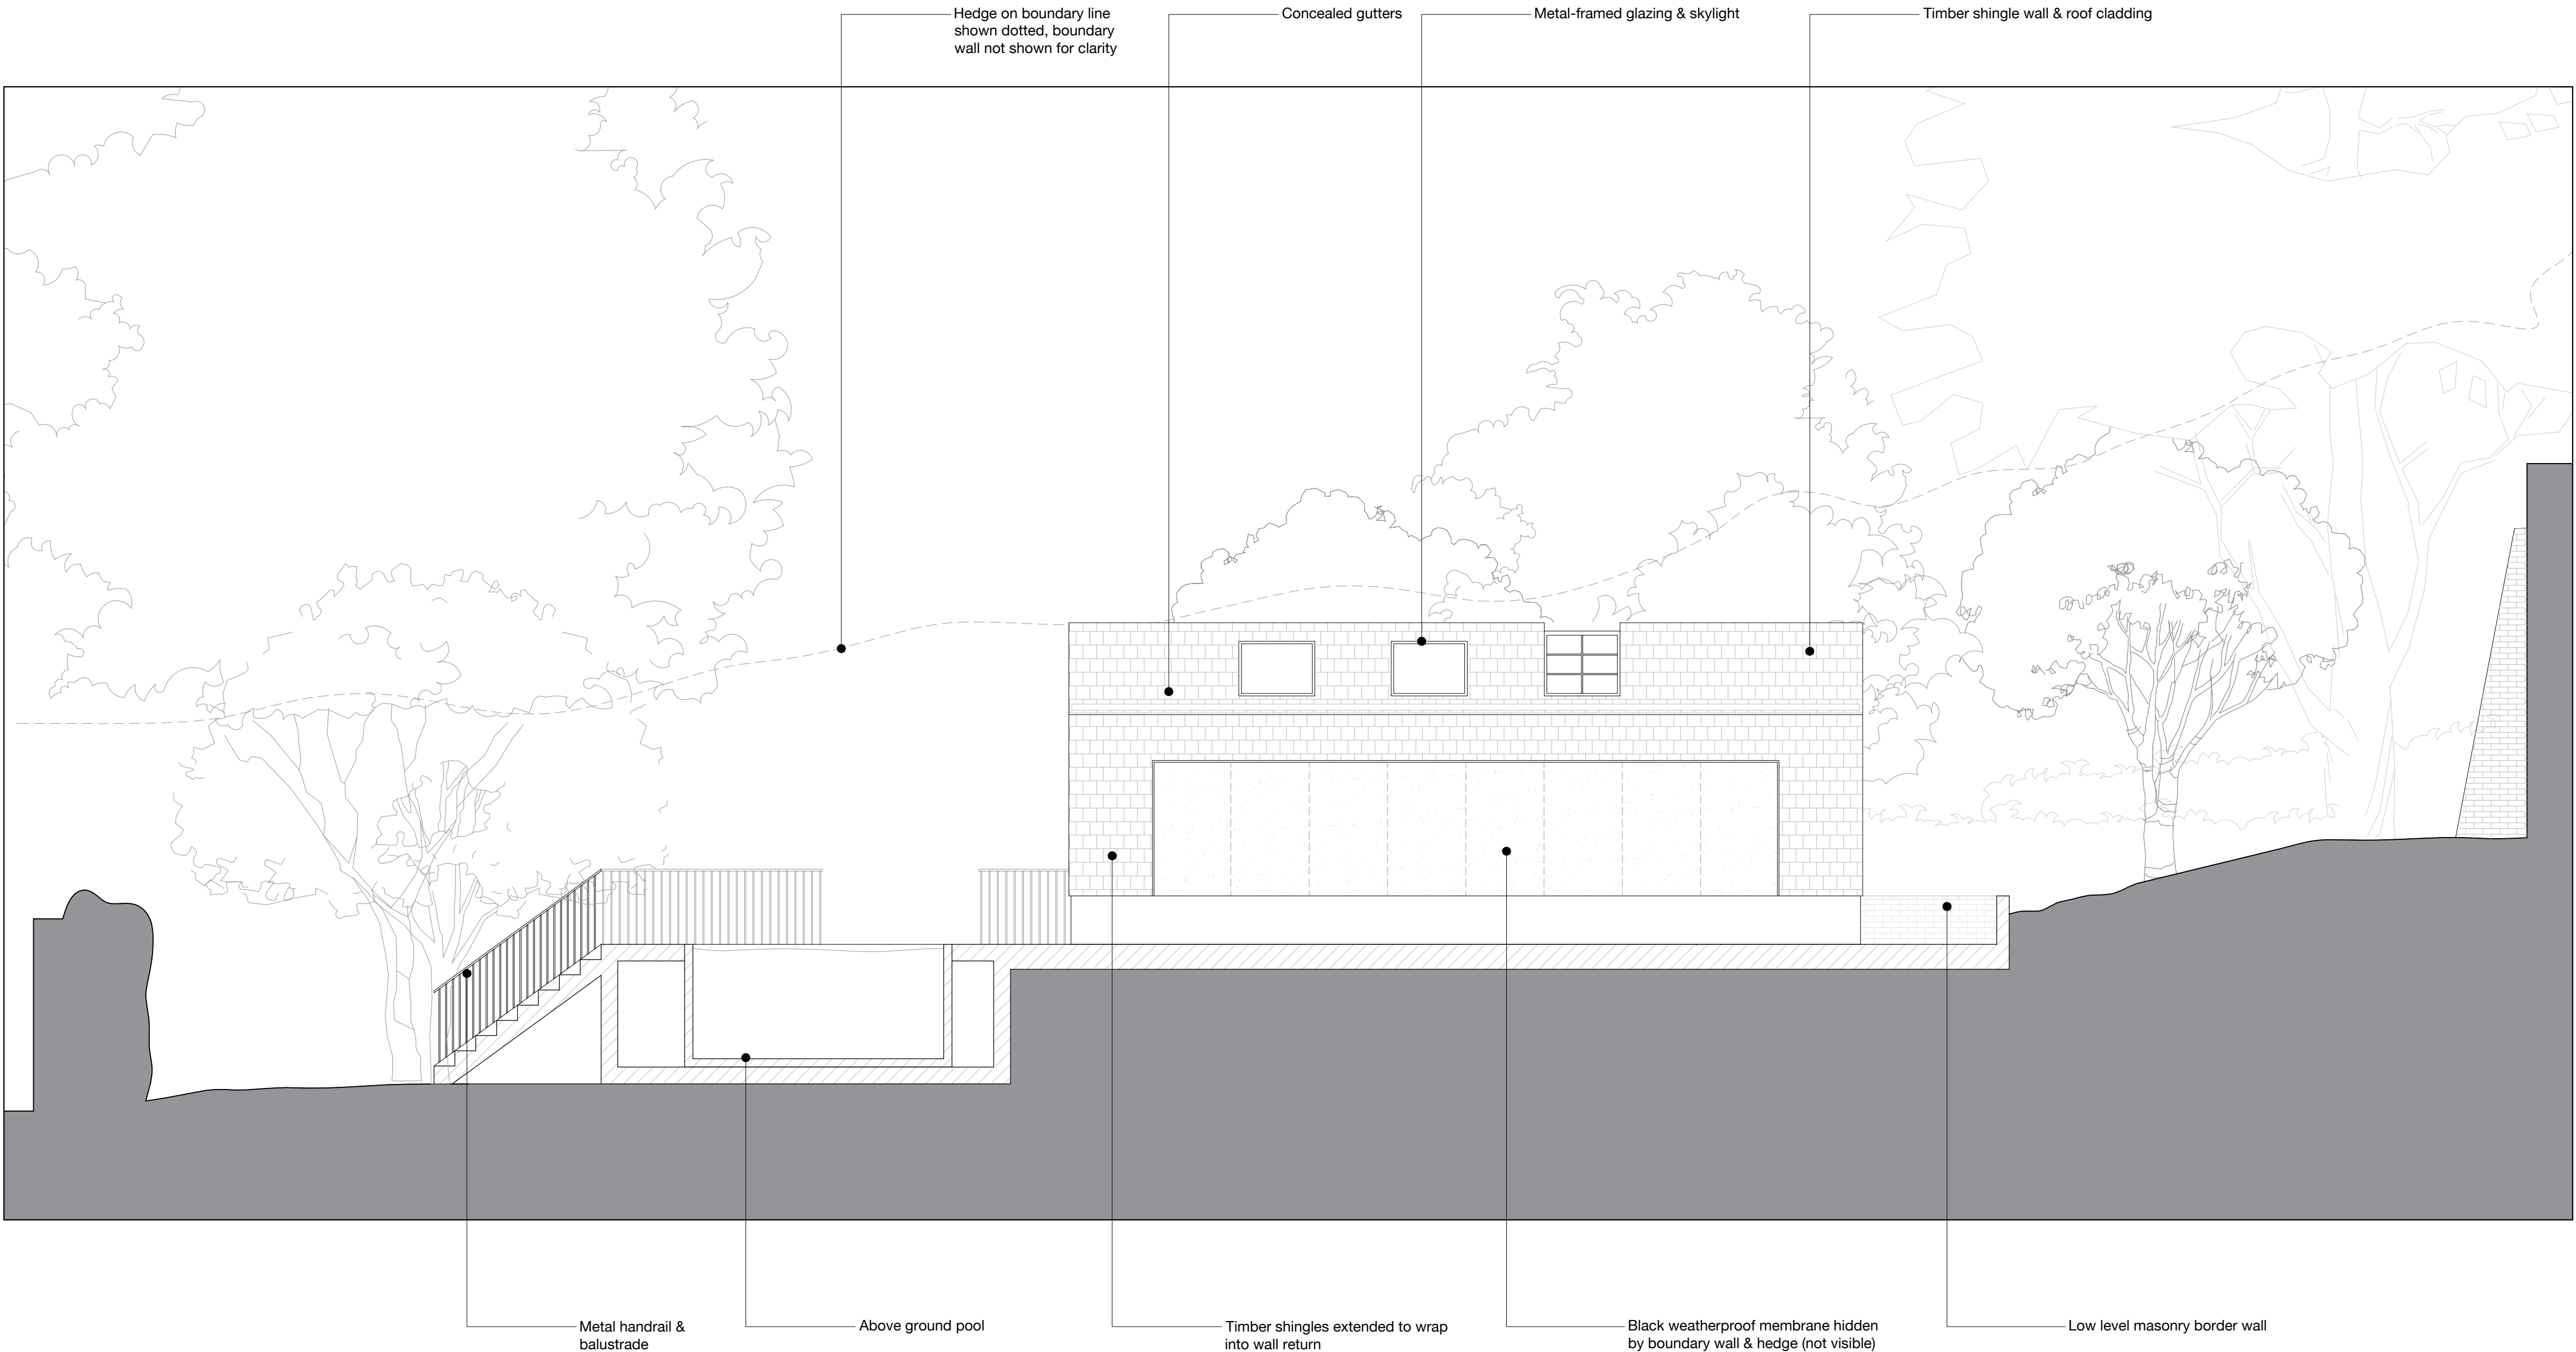 Hedge on boundary line
shown dotted, boundary
wall not shown for clarity
Concealed gutters
Metal-framed glazing & skylight
Timber shingle wall & roof cladding
Metal handrail &
balustrade
Above ground pool
Timber shingles extended to wrap
into wall return
Black weatherproof membrane hidden
by boundary wall & hedge (not visible)
Low level masonry border wall